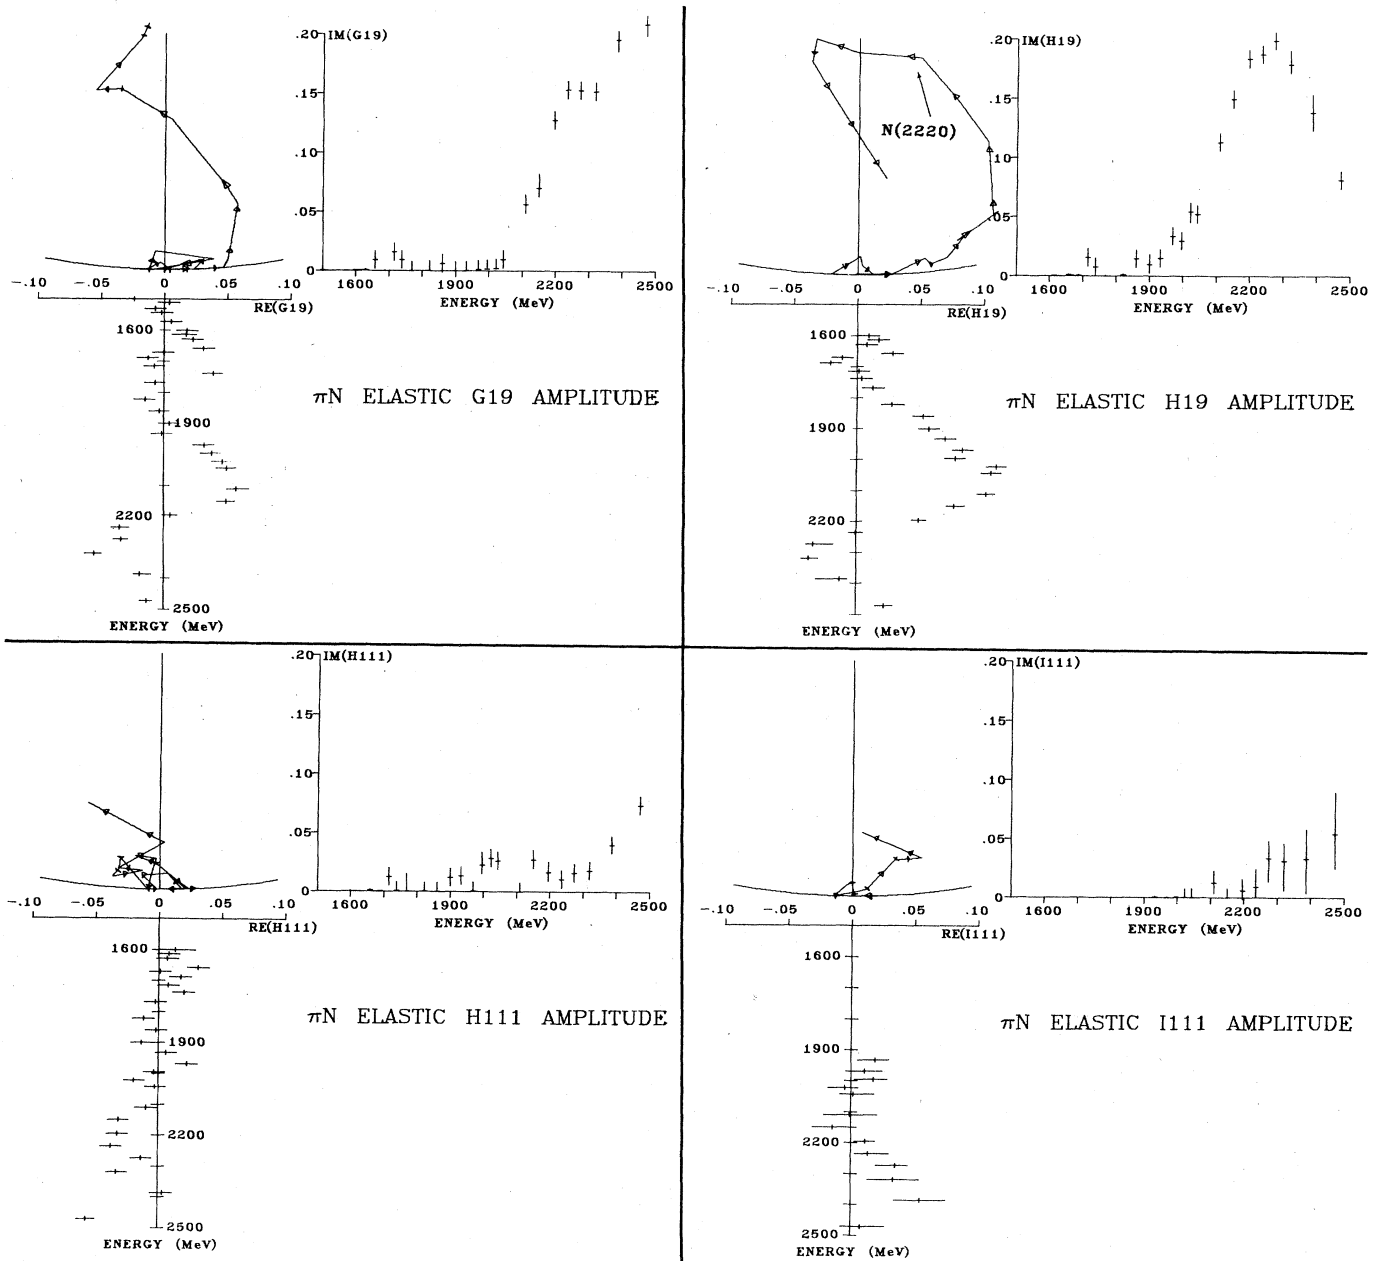 .20 IM(G19)
.15
.10
.05
0
1600 1900 2200 2500
ENERGY (MeV)
-.10 -.05 0 .05 .10
RE(G19)
(MeV)
1600
1900
2200
2500
ENERGY (MeV)
πN ELASTIC G19 AMPLITUDE
.20 IM(H19)
.15
.10
.05
0
1600 1900 2200 2500
ENERGY (MeV)
N(2220)
-.10 -.05 0 .05 .10
RE(H19)
1600
1900
2200
ENERGY (MeV)
πN ELASTIC H19 AMPLITUDE
.20 IM(H111)
.15
.10
.05
0
1600 1900 2200 2500
ENERGY (MeV)
-.10 -.05 0 .05 .10
RE(H111)
1600
1900
2200
2500
ENERGY (MeV)
πN ELASTIC H111 AMPLITUDE
.20 IM(I111)
.15
.10
.05
0
1600 1900 2200 2500
ENERGY (MeV)
-.10 -.05 0 .05 .10
RE(I111)
1600
1900
2200
2500
ENERGY (MeV)
πN ELASTIC I111 AMPLITUDE